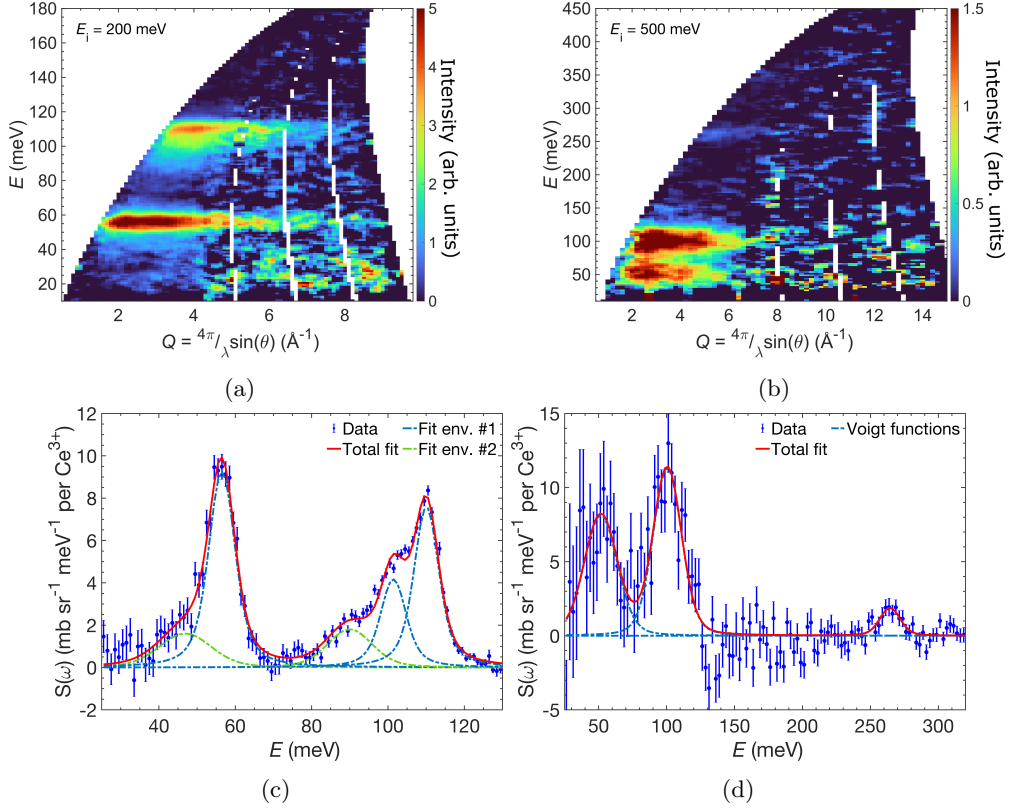 E_i = 200 meV
180
160
140
120
100
80
60
40
20
E (meV)
2 4 6 8
Q = 4π/λ sin(θ) (Å⁻¹)
5
4
3
2
1
0
Intensity (arb. units)
(a)
E_i = 500 meV
450
400
350
300
250
200
150
100
50
E (meV)
2 4 6 8 10 12 14
Q = 4π/λ sin(θ) (Å⁻¹)
1.5
1
0.5
0
Intensity (arb. units)
(b)
12
10
8
6
4
2
0
-2
S(ω) (mb sr⁻¹ meV⁻¹ per Ce³⁺)
Data Fit env. #1
Total fit Fit env. #2
40 60 80 100 120
E (meV)
(c)
15
10
5
0
-5
S(ω) (mb sr⁻¹ meV⁻¹ per Ce³⁺)
Data Voigt functions
Total fit
50 100 150 200 250 300
E (meV)
(d)